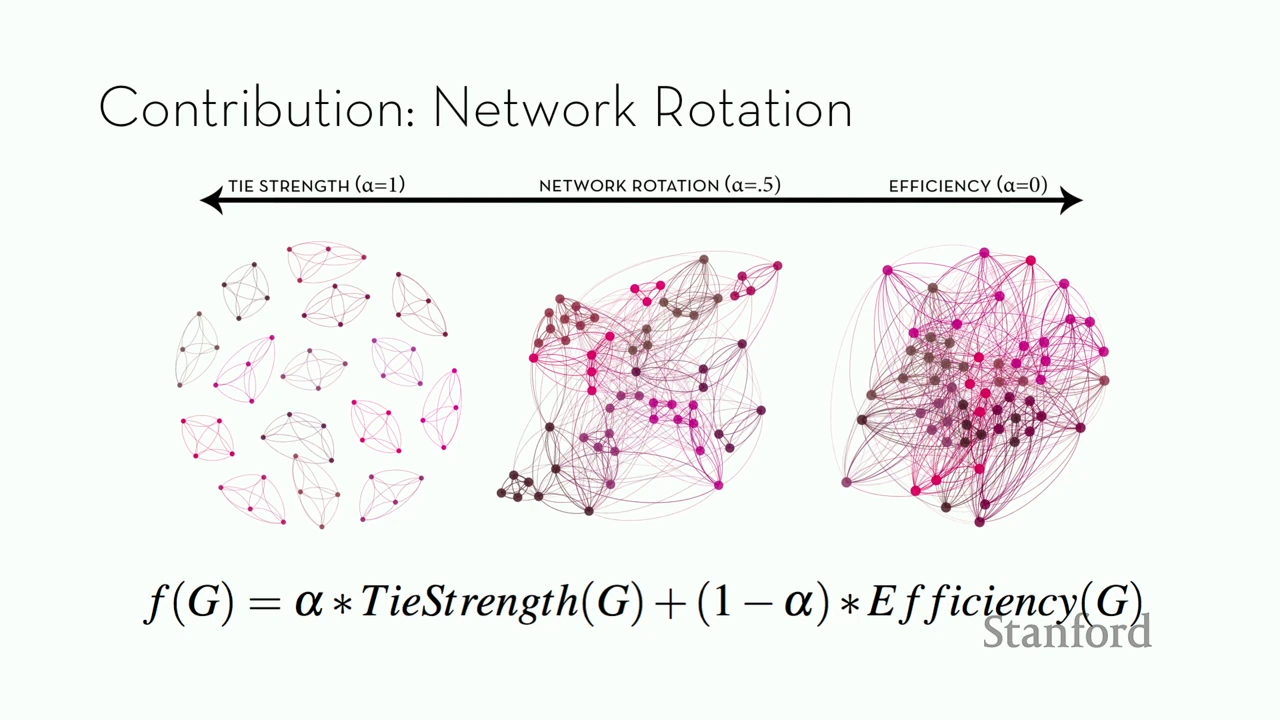 Contribution: Network Rotation
TIE STRENGTH (α=1) NETWORK ROTATION (α=.5) EFFICIENCY (α=0)
f(G) = α ∗ TieStrength(G) + (1 − α) ∗ Efficiency(G)
Stanford